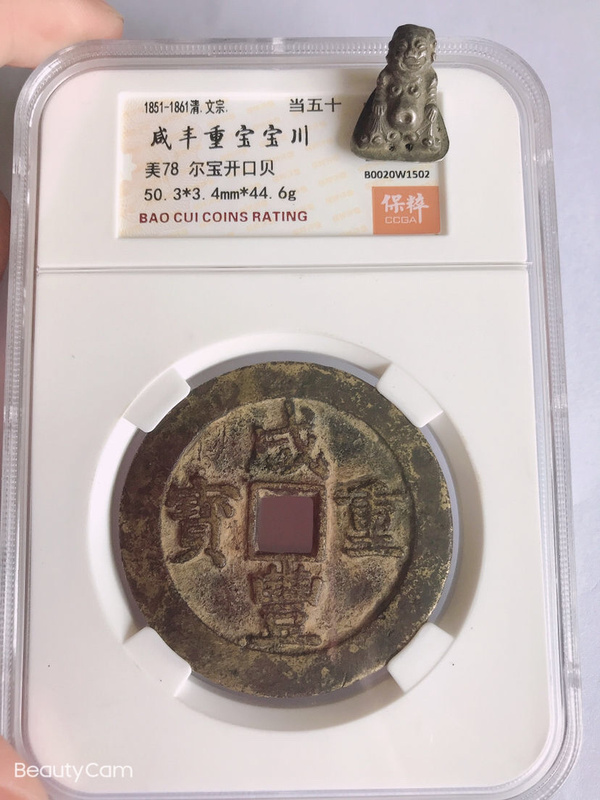 1851-1861清.文宗. 当五十
咸丰重宝宝川
美78 尔宝开口贝
50.3*3.4mm*44.6g
BAO CUI COINS RATING
B0020W1502
保粹
CCGA
咸
寳 重
豐
BeautyCam